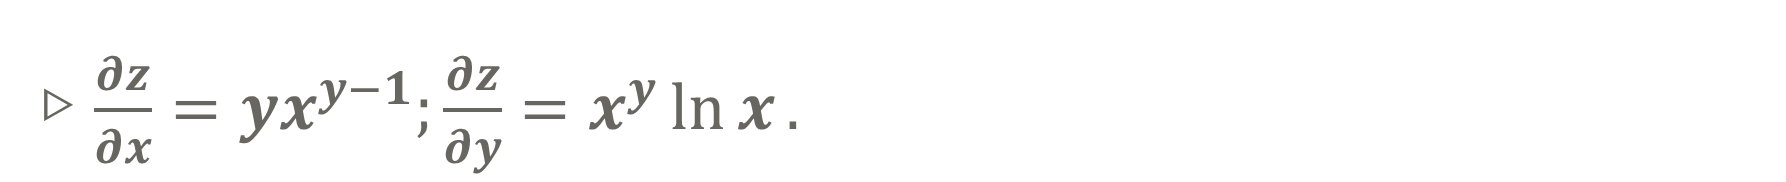 ▷ ∂z/∂x = yx^{y−1}; ∂z/∂y = x^y ln x .